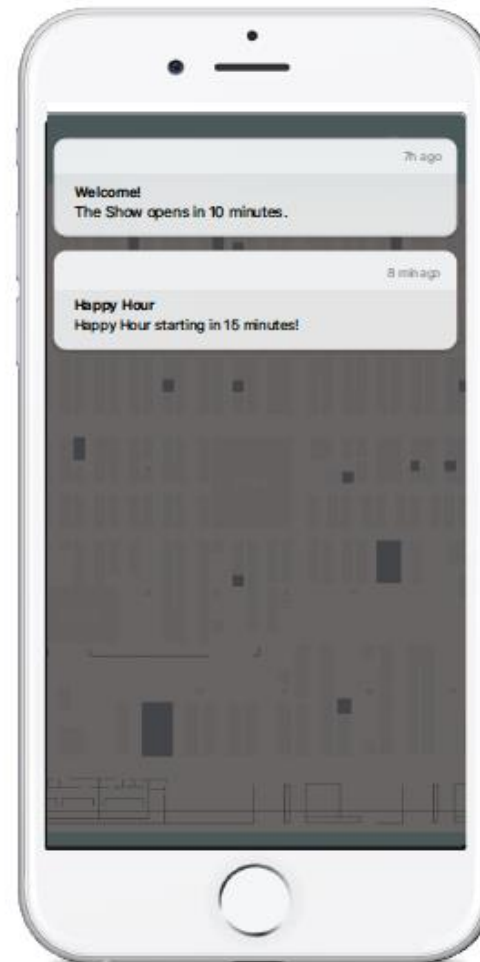 7h ago
Welcome!
The Show opens in 10 minutes.
8 min ago
Happy Hour
Happy Hour starting in 15 minutes!